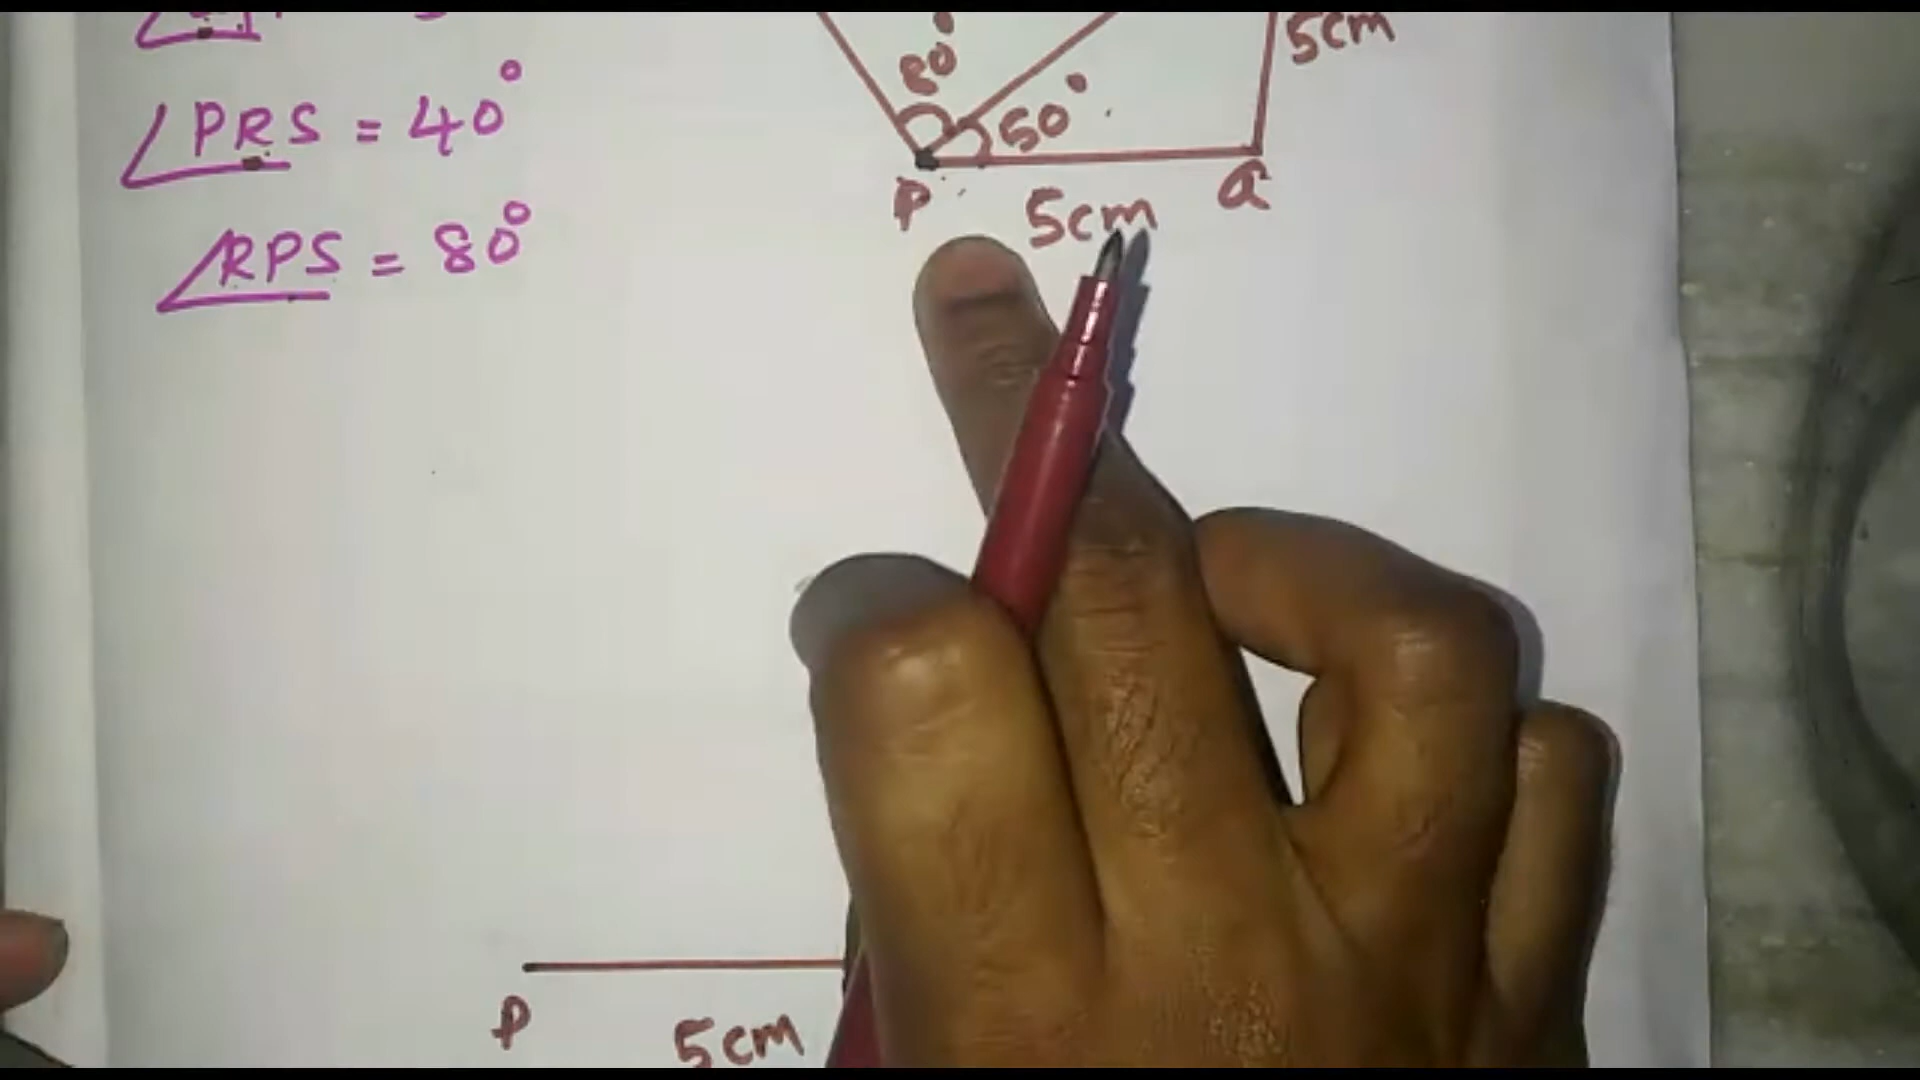 ∠PRS = 40°
∠RPS = 80°
5cm
80°
50°
P
Q
5cm
P
5cm